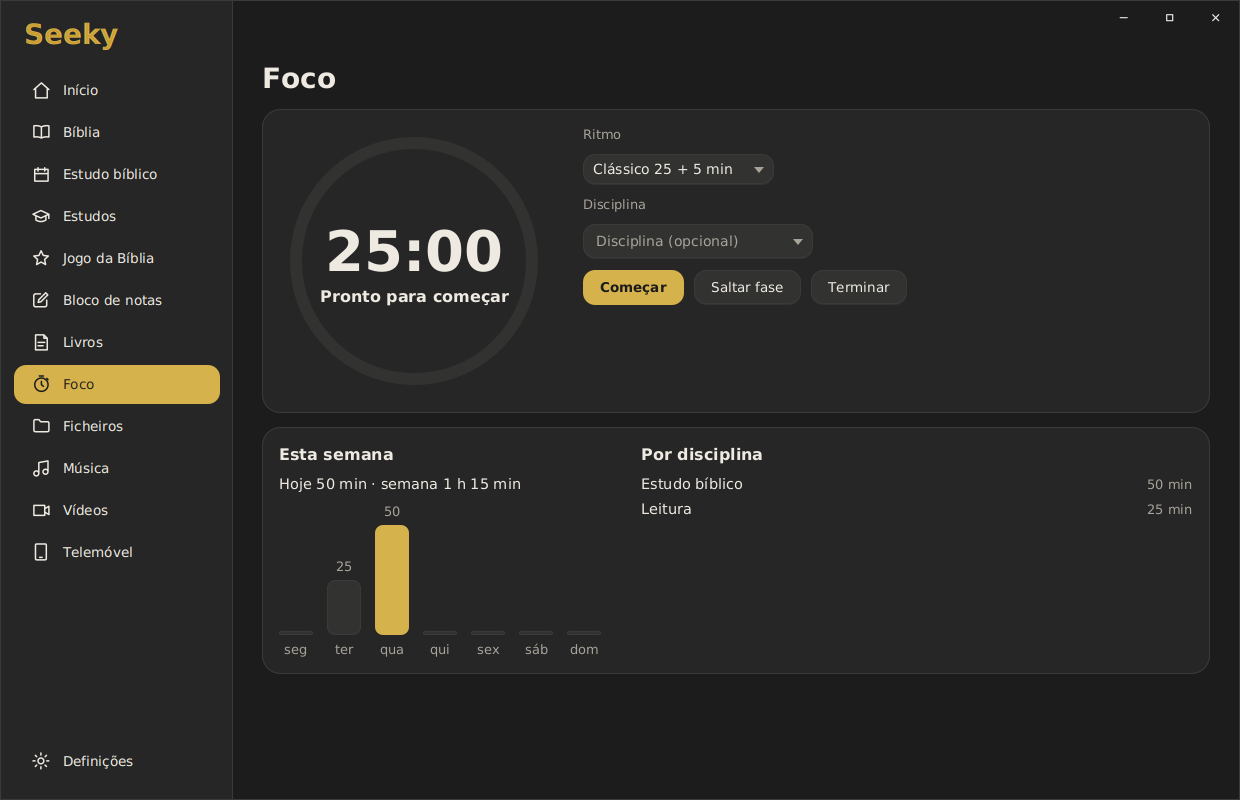 Seeky
Início
Bíblia
Estudo bíblico
Estudos
Jogo da Bíblia
Bloco de notas
Livros
Foco
Ficheiros
Música
Vídeos
Telemóvel
Definições
Foco
25:00
Pronto para começar
Ritmo
Clássico 25 + 5 min
Disciplina
Disciplina (opcional)
Começar Saltar fase Terminar
Esta semana
Hoje 50 min · semana 1 h 15 min
50
25
seg ter qua qui sex sáb dom
Por disciplina
Estudo bíblico 50 min
Leitura 25 min